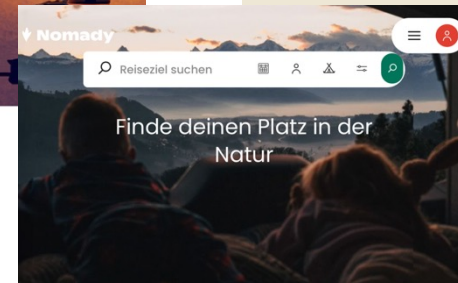 Nomady
Reiseziel suchen
Finde deinen Platz in der
Natur